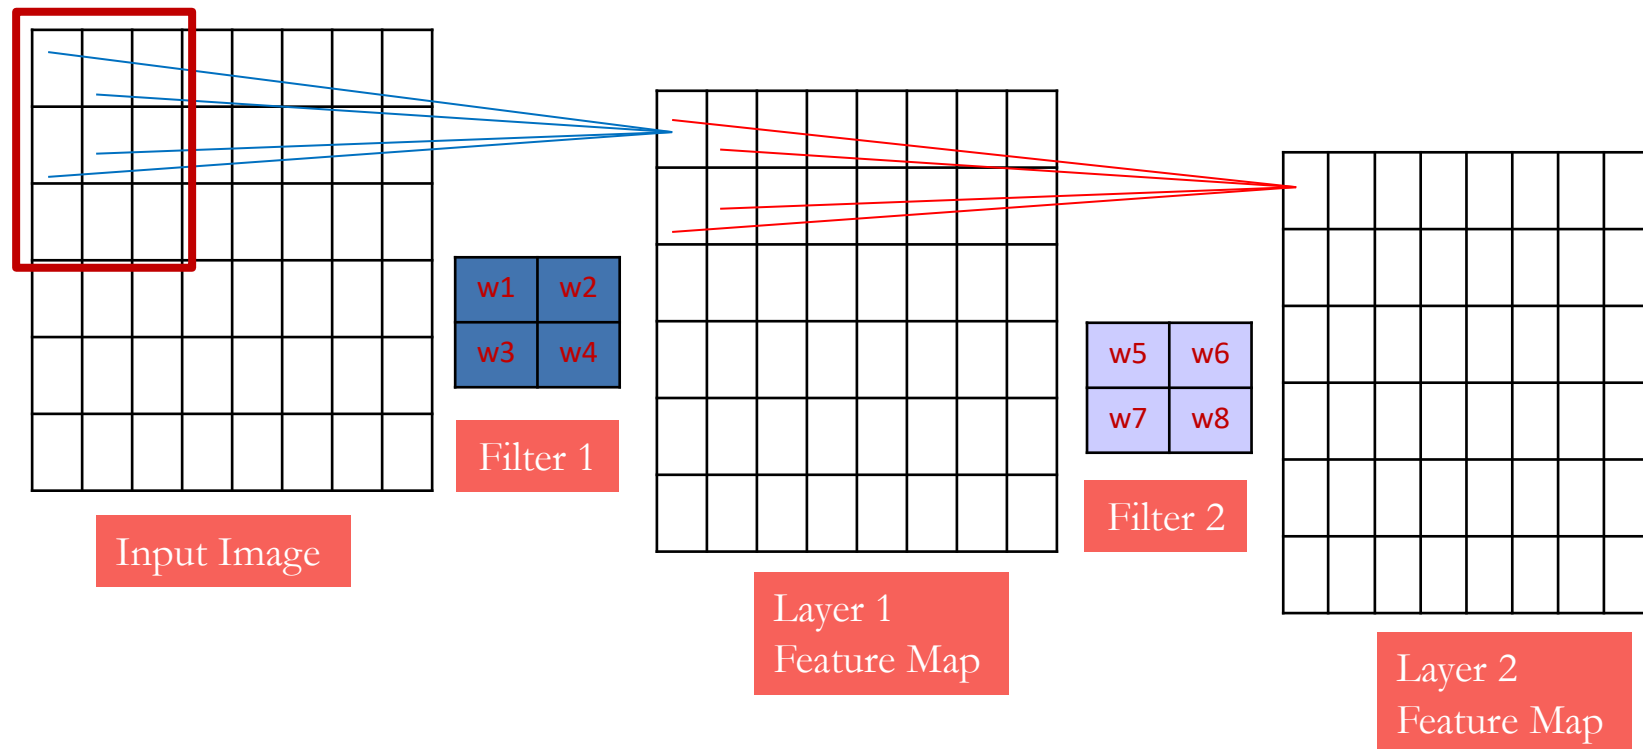 w1 w2
w3 w4
Filter 1
Input Image
w5 w6
w7 w8
Filter 2
Layer 1
Feature Map
Layer 2
Feature Map